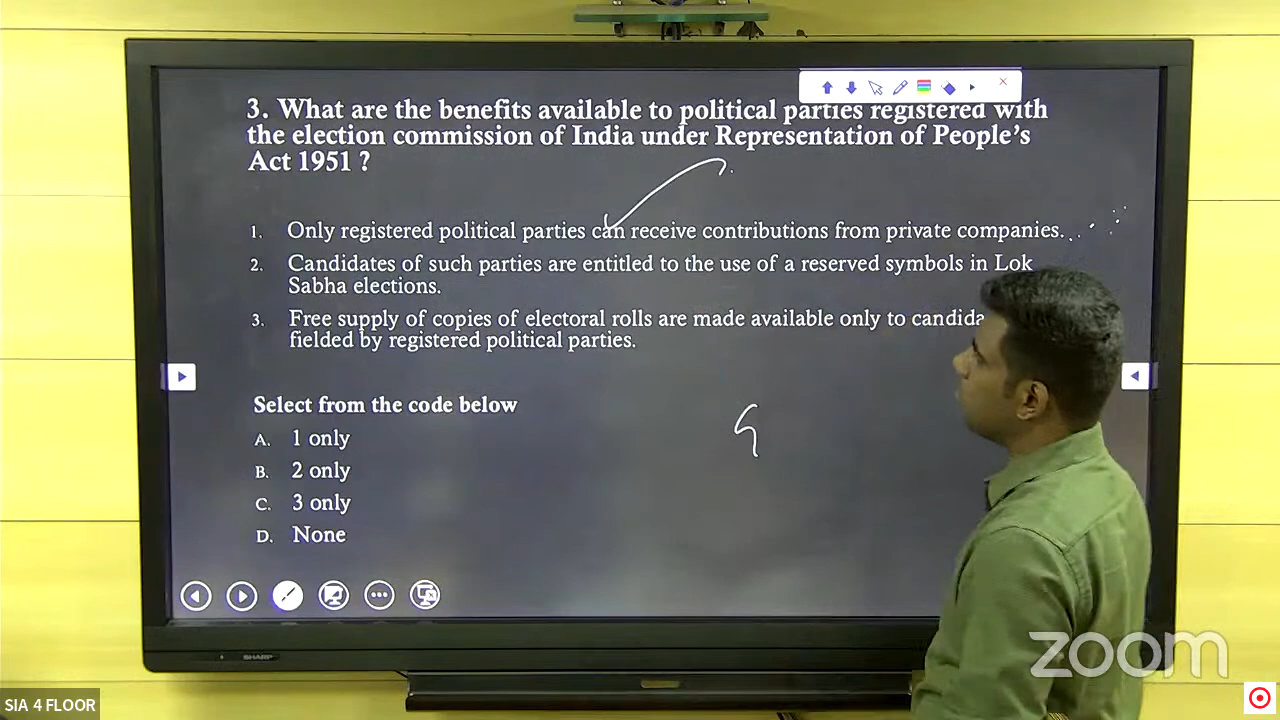 3. What are the benefits available to political parties registered with
the election commission of India under Representation of People's
Act 1951 ?
1. Only registered political parties can receive contributions from private companies.
2. Candidates of such parties are entitled to the use of a reserved symbols in Lok
Sabha elections.
3. Free supply of copies of electoral rolls are made available only to
fielded by registered political parties.
Select from the code below
A. 1 only
B. 2 only
C. 3 only
D. None
SHARP
zoom
SIA 4 FLOOR